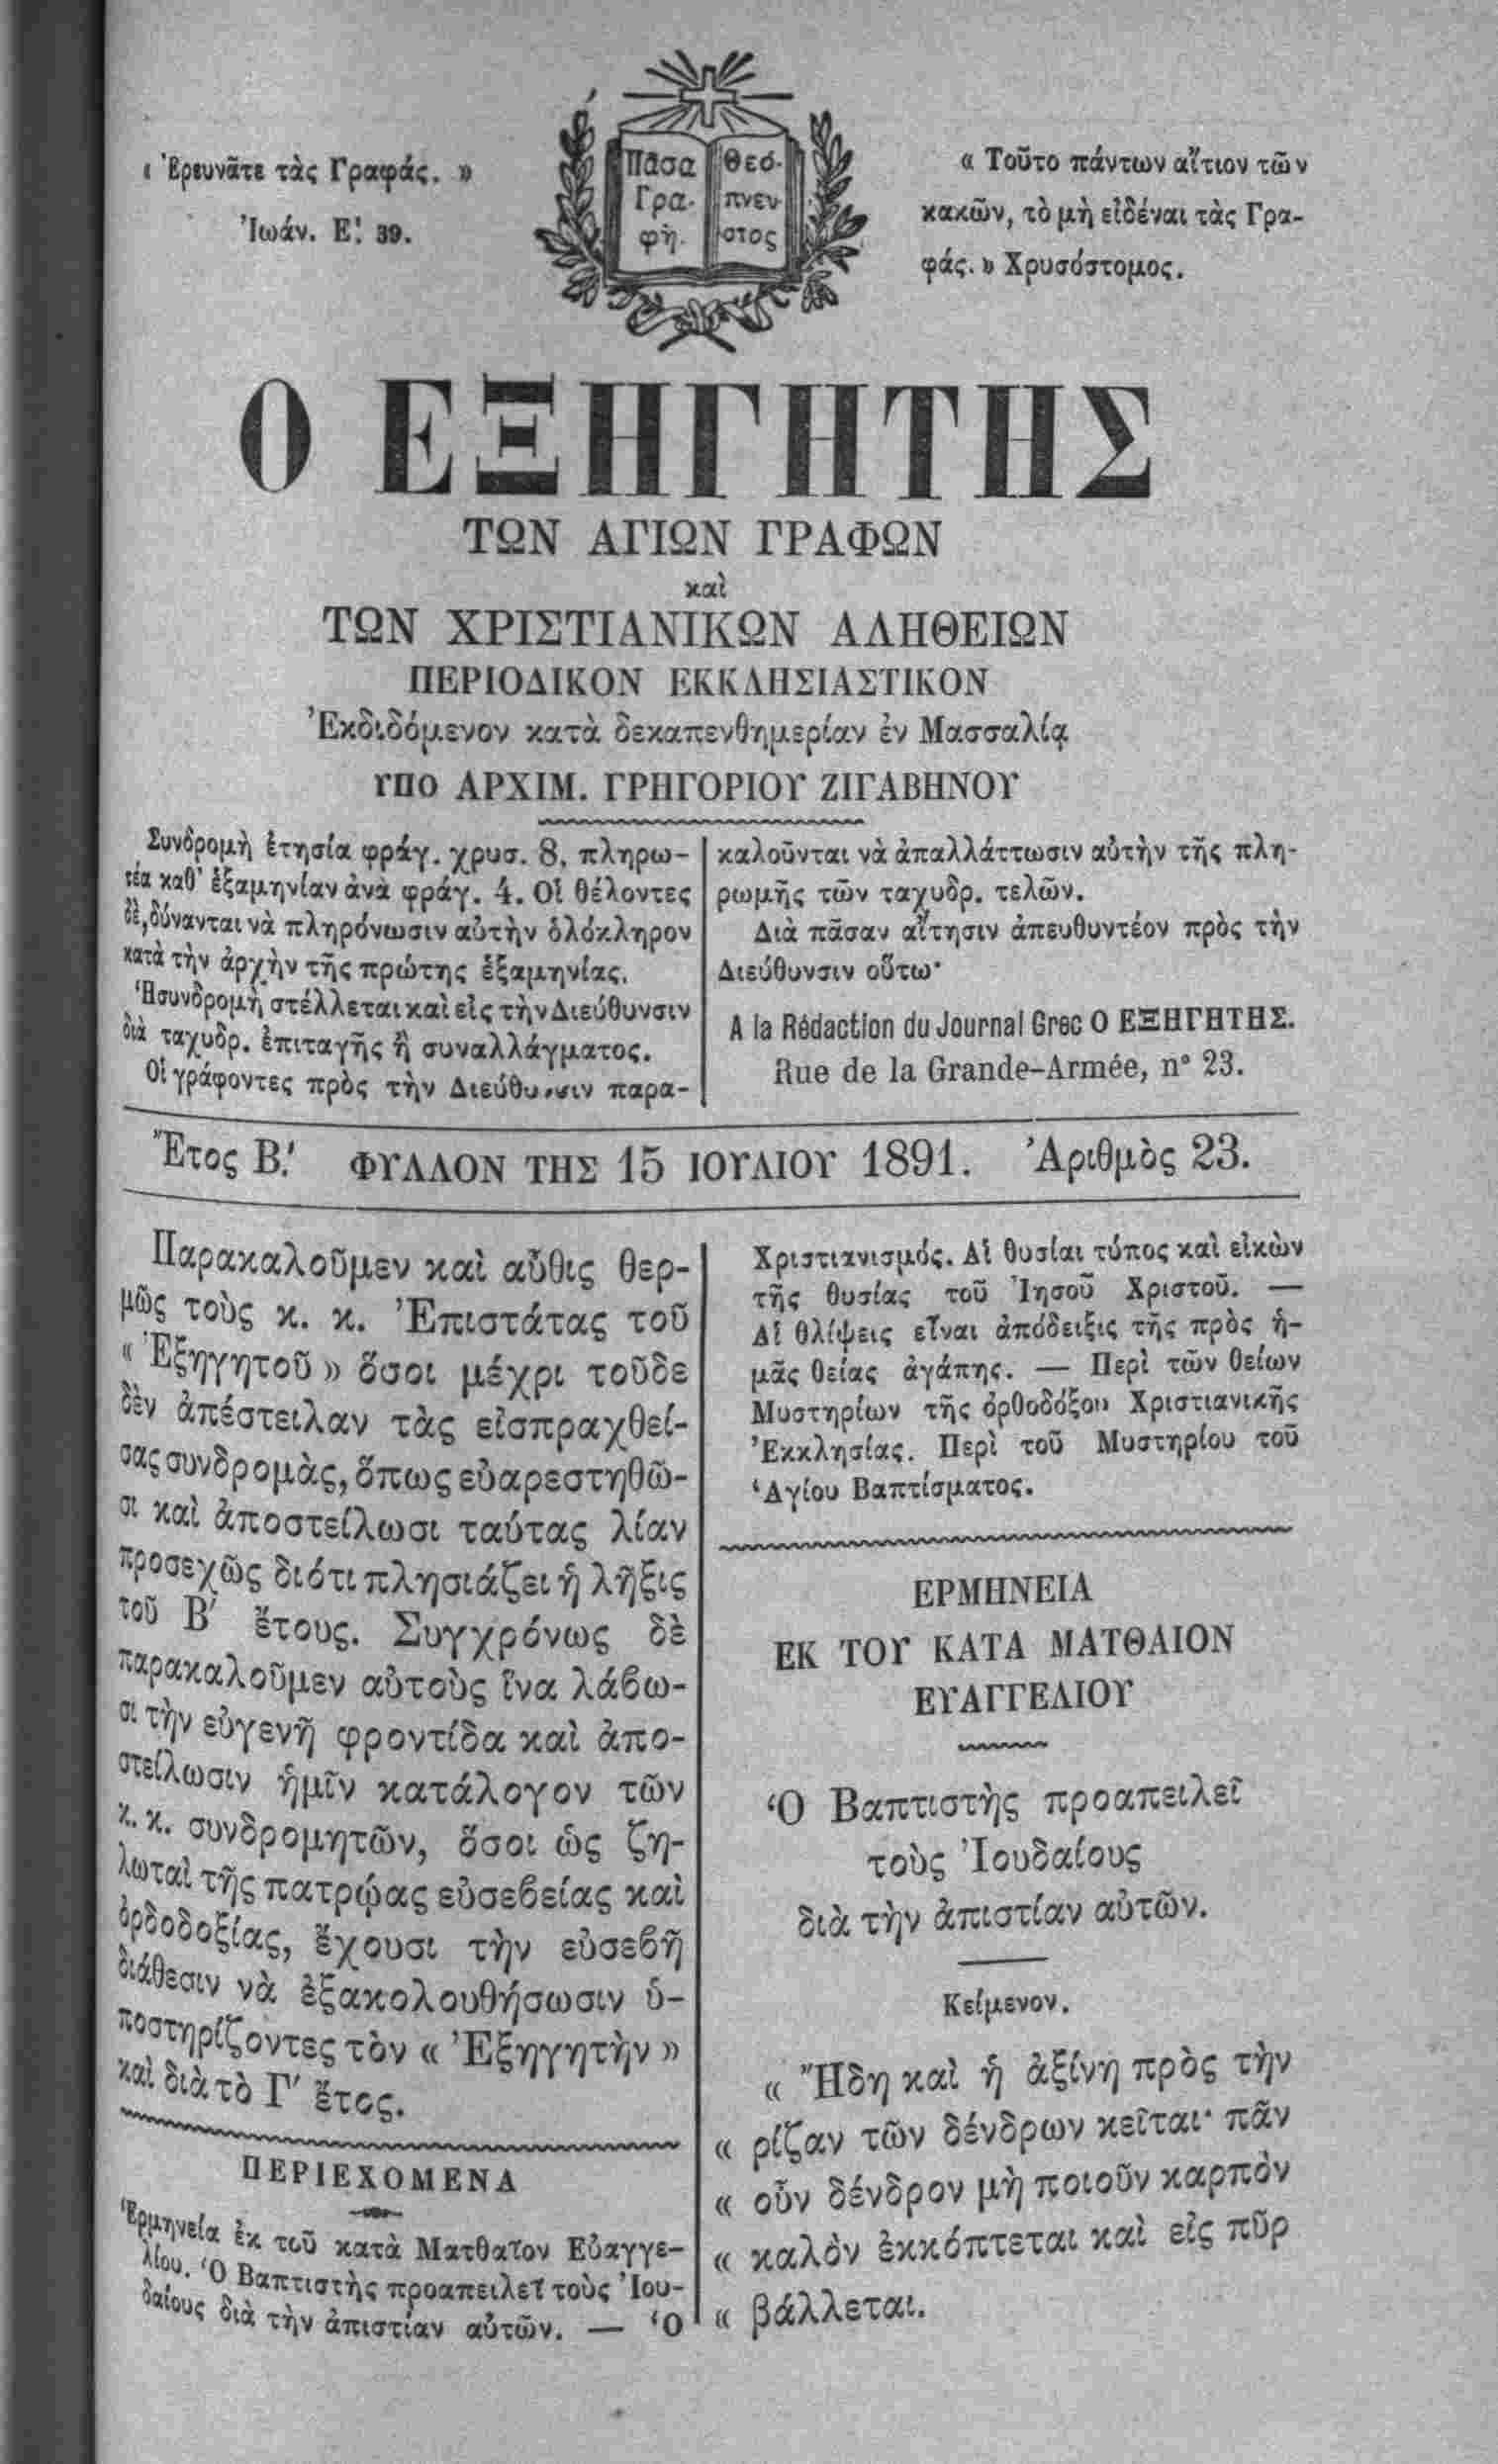 « Ἐρευνᾶτε τὰς Γραφάς. »
Ἰωάν. Ε΄. 39.
Πᾶσα
Γρα-
φὴ.
Θεό-
πνευ-
στος
« Τοῦτο πάντων αἴτιον τῶν
κακῶν, τὸ μὴ εἰδέναι τὰς Γρα-
φάς. » Χρυσόστομος.
Ο ΕΞΗΓΗΤΗΣ
ΤΩΝ ΑΓΙΩΝ ΓΡΑΦΩΝ
καὶ
ΤΩΝ ΧΡΙΣΤΙΑΝΙΚΩΝ ΑΛΗΘΕΙΩΝ
ΠΕΡΙΟΔΙΚΟΝ ΕΚΚΛΗΣΙΑΣΤΙΚΟΝ
Ἐκδιδόμενον κατὰ δεκαπενθημερίαν ἐν Μασσαλίᾳ
ΥΠΟ ΑΡΧΙΜ. ΓΡΗΓΟΡΙΟΥ ΖΙΓΑΒΗΝΟΥ
Συνδρομὴ ἐτησία φράγ. χρυσ. 8, πληρω-
τέα καθ' ἑξαμηνίαν ἀνὰ φράγ. 4. Οἱ θέλοντες
δὲ, δύνανται νὰ πληρόνωσιν αὐτὴν ὁλόκληρον
κατὰ τὴν ἀρχὴν τῆς πρώτης ἑξαμηνίας.
Ἡ συνδρομὴ στέλλεται καὶ εἰς τὴν Διεύθυνσιν
διὰ ταχυδρ. ἐπιταγῆς ἢ συναλλάγματος.
Οἱ γράφοντες πρὸς τὴν Διεύθυνσιν παρα-
καλοῦνται νὰ ἀπαλλάττωσιν αὐτὴν τῆς πλη-
ρωμῆς τῶν ταχυδρ. τελῶν.
Διὰ πᾶσαν αἴτησιν ἀπευθυντέον πρὸς τὴν
Διεύθυνσιν οὕτω·
A la Rédaction du Journal Grec Ο ΕΞΗΓΗΤΗΣ.
Rue de la Grande-Armée, n° 23.
Ἔτος Β΄. ΦΥΛΛΟΝ ΤΗΣ 15 ΙΟΥΛΙΟΥ 1891. Ἀριθμὸς 23.
Παρακαλοῦμεν καὶ αὖθις θερ-
μῶς τοὺς κ. κ. Ἐπιστάτας τοῦ
« Ἐξηγητοῦ » ὅσοι μέχρι τοῦδε
δὲν ἀπέστειλαν τὰς εἰσπραχθεί-
σας συνδρομὰς, ὅπως εὐαρεστηθῶ-
σι καὶ ἀποστείλωσι ταύτας λίαν
προσεχῶς διότι πλησιάζει ἡ λῆξις
τοῦ Β΄ ἔτους. Συγχρόνως δὲ
παρακαλοῦμεν αὐτοὺς ἵνα λάβω-
σι τὴν εὐγενῆ φροντίδα καὶ ἀπο-
στείλωσιν ἡμῖν κατάλογον τῶν
κ. κ. συνδρομητῶν, ὅσοι ὡς ζη-
λωταὶ τῆς πατρῴας εὐσεβείας καὶ
ὀρδοδοξίας, ἔχουσι τὴν εὐσεβῆ
διάθεσιν νὰ ἐξακολουθήσωσιν ὑ-
ποστηρίζοντες τὸν « Ἐξηγητὴν »
καὶ διὰ τὸ Γ΄ ἔτος.
ΠΕΡΙΕΧΟΜΕΝΑ
Ἑρμηνεία ἐκ τοῦ κατὰ Ματθαῖον Εὐαγγε-
λίου. Ὁ Βαπτιστὴς προαπειλεῖ τοὺς Ἰου-
δαίους διὰ τὴν ἀπιστίαν αὐτῶν. — Ὁ
Χριστιανισμός. Αἱ θυσίαι τύπος καὶ εἰκὼν
τῆς θυσίας τοῦ Ἰησοῦ Χριστοῦ. —
Αἱ θλίψεις εἶναι ἀπόδειξις τῆς πρὸς ἡ-
μᾶς θείας ἀγάπης. — Περὶ τῶν θείων
Μυστηρίων τῆς ὀρθοδόξου Χριστιανικῆς
Ἐκκλησίας. Περὶ τοῦ Μυστηρίου τοῦ
Ἁγίου Βαπτίσματος.
ΕΡΜΗΝΕΙΑ
ΕΚ ΤΟΥ ΚΑΤΑ ΜΑΤΘΑΙΟΝ
ΕΥΑΓΓΕΛΙΟΥ
Ὁ Βαπτιστὴς προαπειλεῖ
τοὺς Ἰουδαίους
διὰ τὴν ἀπιστίαν αὐτῶν.
Κείμενον.
« Ἤδη καὶ ἡ ἀξίνη πρὸς τὴν
« ρίζαν τῶν δένδρων κεῖται· πᾶν
« οὖν δένδρον μὴ ποιοῦν καρπὸν
« καλὸν ἐκκόπτεται καὶ εἰς πῦρ
« βάλλεται.